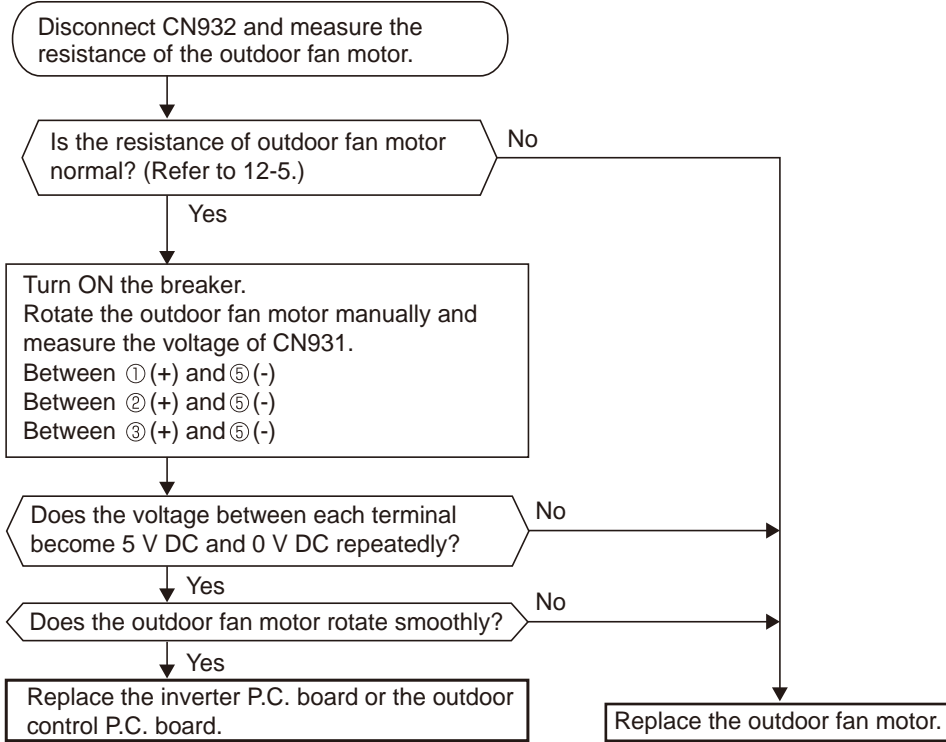 Disconnect CN932 and measure the
resistance of the outdoor fan motor.
Is the resistance of outdoor fan motor
normal? (Refer to 12-5.)
No
Yes
Turn ON the breaker.
Rotate the outdoor fan motor manually and
measure the voltage of CN931.
Between ① (+) and ⑤ (-)
Between ② (+) and ⑤ (-)
Between ③ (+) and ⑤ (-)
Does the voltage between each terminal
become 5 V DC and 0 V DC repeatedly?
No
Yes
Does the outdoor fan motor rotate smoothly?
No
Yes
Replace the inverter P.C. board or the outdoor
control P.C. board.
Replace the outdoor fan motor.